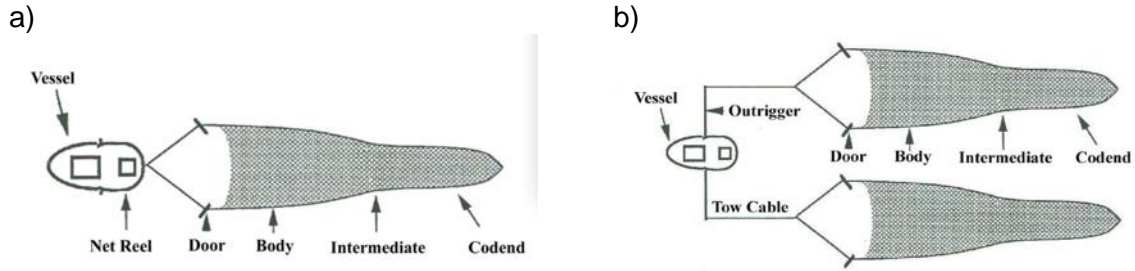 a)
Vessel
Net Reel
Door
Body
Intermediate
Codend
b)
Vessel
Outrigger
Door
Body
Intermediate
Codend
Tow Cable